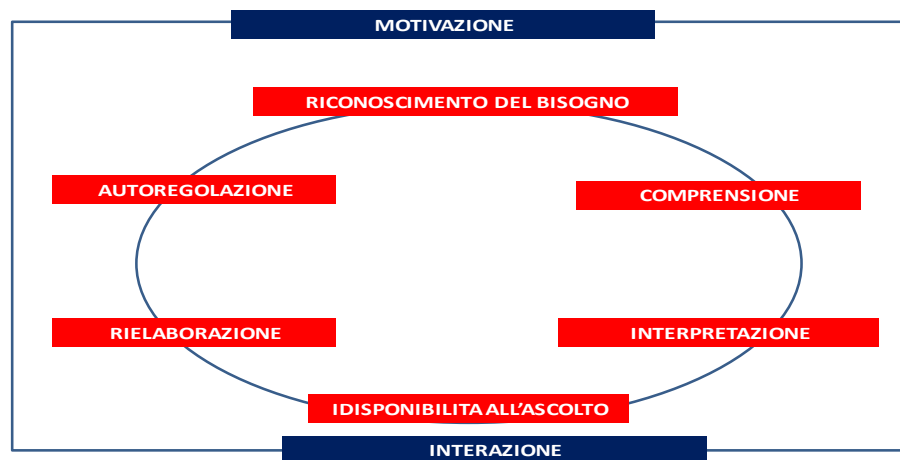 MOTIVAZIONE
RICONOSCIMENTO DEL BISOGNO
AUTOREGOLAZIONE
COMPRENSIONE
RIELABORAZIONE
INTERPRETAZIONE
IDISPONIBILITA ALL’ASCOLTO
INTERAZIONE